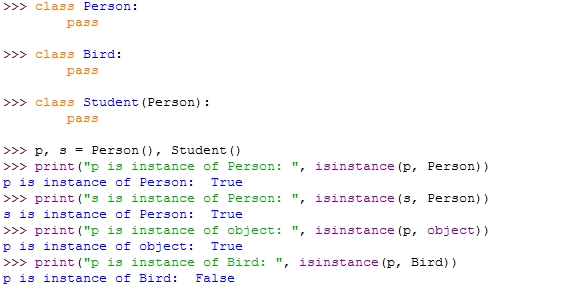 >>> class Person:
        pass

>>> class Bird:
        pass

>>> class Student(Person):
        pass

>>> p, s = Person(), Student()
>>> print("p is instance of Person: ", isinstance(p, Person))
p is instance of Person:  True
>>> print("s is instance of Person: ", isinstance(s, Person))
s is instance of Person:  True
>>> print("p is instance of object: ", isinstance(p, object))
p is instance of object:  True
>>> print("p is instance of Bird: ", isinstance(p, Bird))
p is instance of Bird:  False